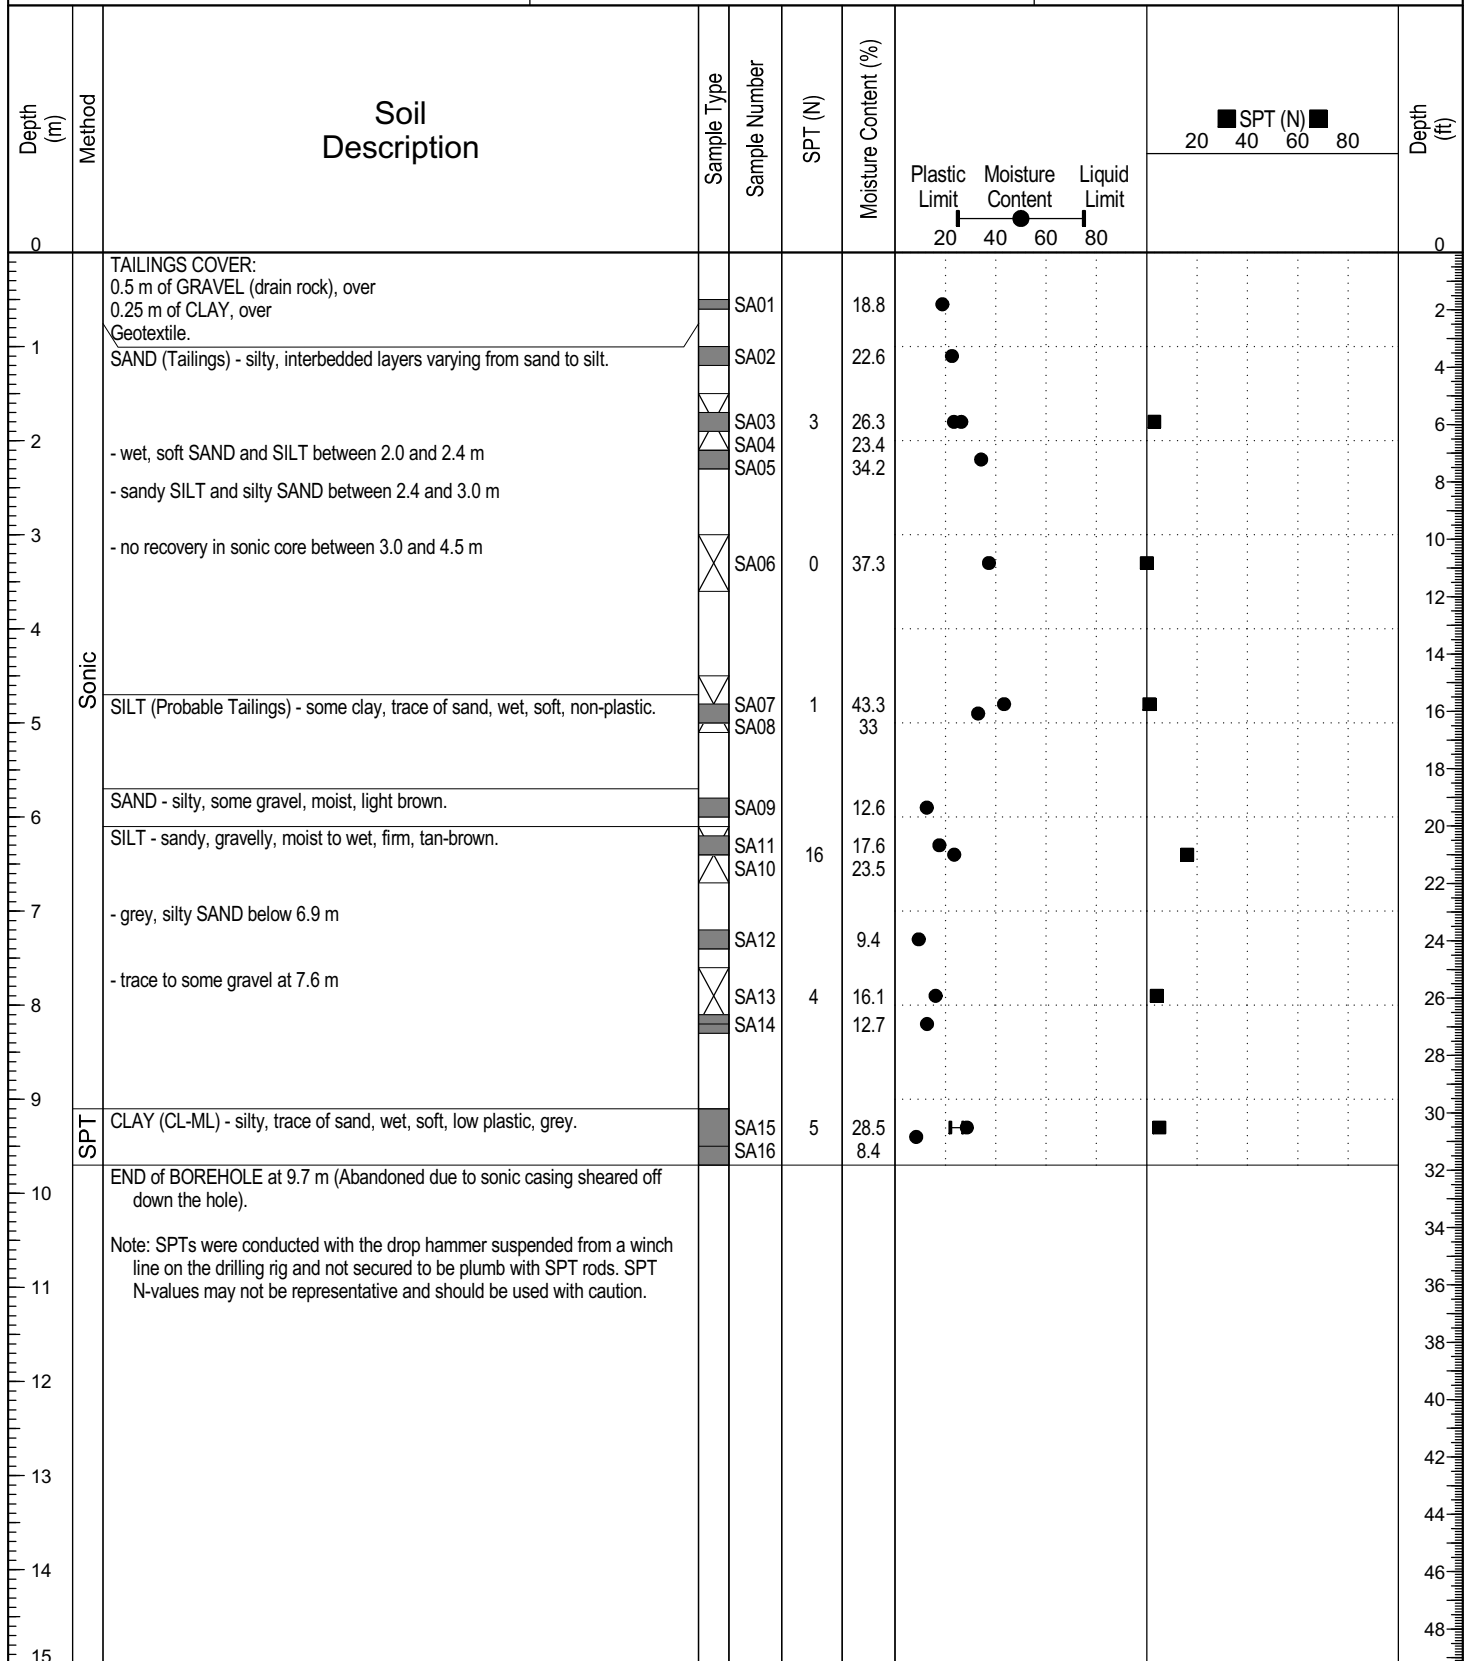 Depth
(m)
Method
Soil
Description
Sample Type
Sample Number
SPT (N)
Moisture Content (%)
Plastic Moisture Liquid
Limit Content Limit
20 40 60 80
SPT (N)
20 40 60 80
Depth
(ft)
0 0
TAILINGS COVER:
0.5 m of GRAVEL (drain rock), over
0.25 m of CLAY, over
Geotextile.
SA01 18.8
2
1
SAND (Tailings) - silty, interbedded layers varying from sand to silt.
SA02 22.6
4
SA03 3 26.3
6
2
SA04 23.4
- wet, soft SAND and SILT between 2.0 and 2.4 m
SA05 34.2
8
- sandy SILT and silty SAND between 2.4 and 3.0 m
3
10
- no recovery in sonic core between 3.0 and 4.5 m
SA06 0 37.3
12
4
14
Sonic
SILT (Probable Tailings) - some clay, trace of sand, wet, soft, non-plastic.
SA07 1 43.3
16
5
SA08 33
18
SAND - silty, some gravel, moist, light brown.
SA09 12.6
6
20
SILT - sandy, gravelly, moist to wet, firm, tan-brown.
SA11 17.6
16
SA10 23.5
22
7
- grey, silty SAND below 6.9 m
SA12 9.4
24
- trace to some gravel at 7.6 m
SA13 4 16.1
26
8
SA14 12.7
28
9
30
SPT
CLAY (CL-ML) - silty, trace of sand, wet, soft, low plastic, grey.
SA15 5 28.5
SA16 8.4
32
END of BOREHOLE at 9.7 m (Abandoned due to sonic casing sheared off
down the hole).
10
34
Note: SPTs were conducted with the drop hammer suspended from a winch
line on the drilling rig and not secured to be plumb with SPT rods. SPT
N-values may not be representative and should be used with caution.
11
36
38
12
40
42
13
44
14
46
48
15